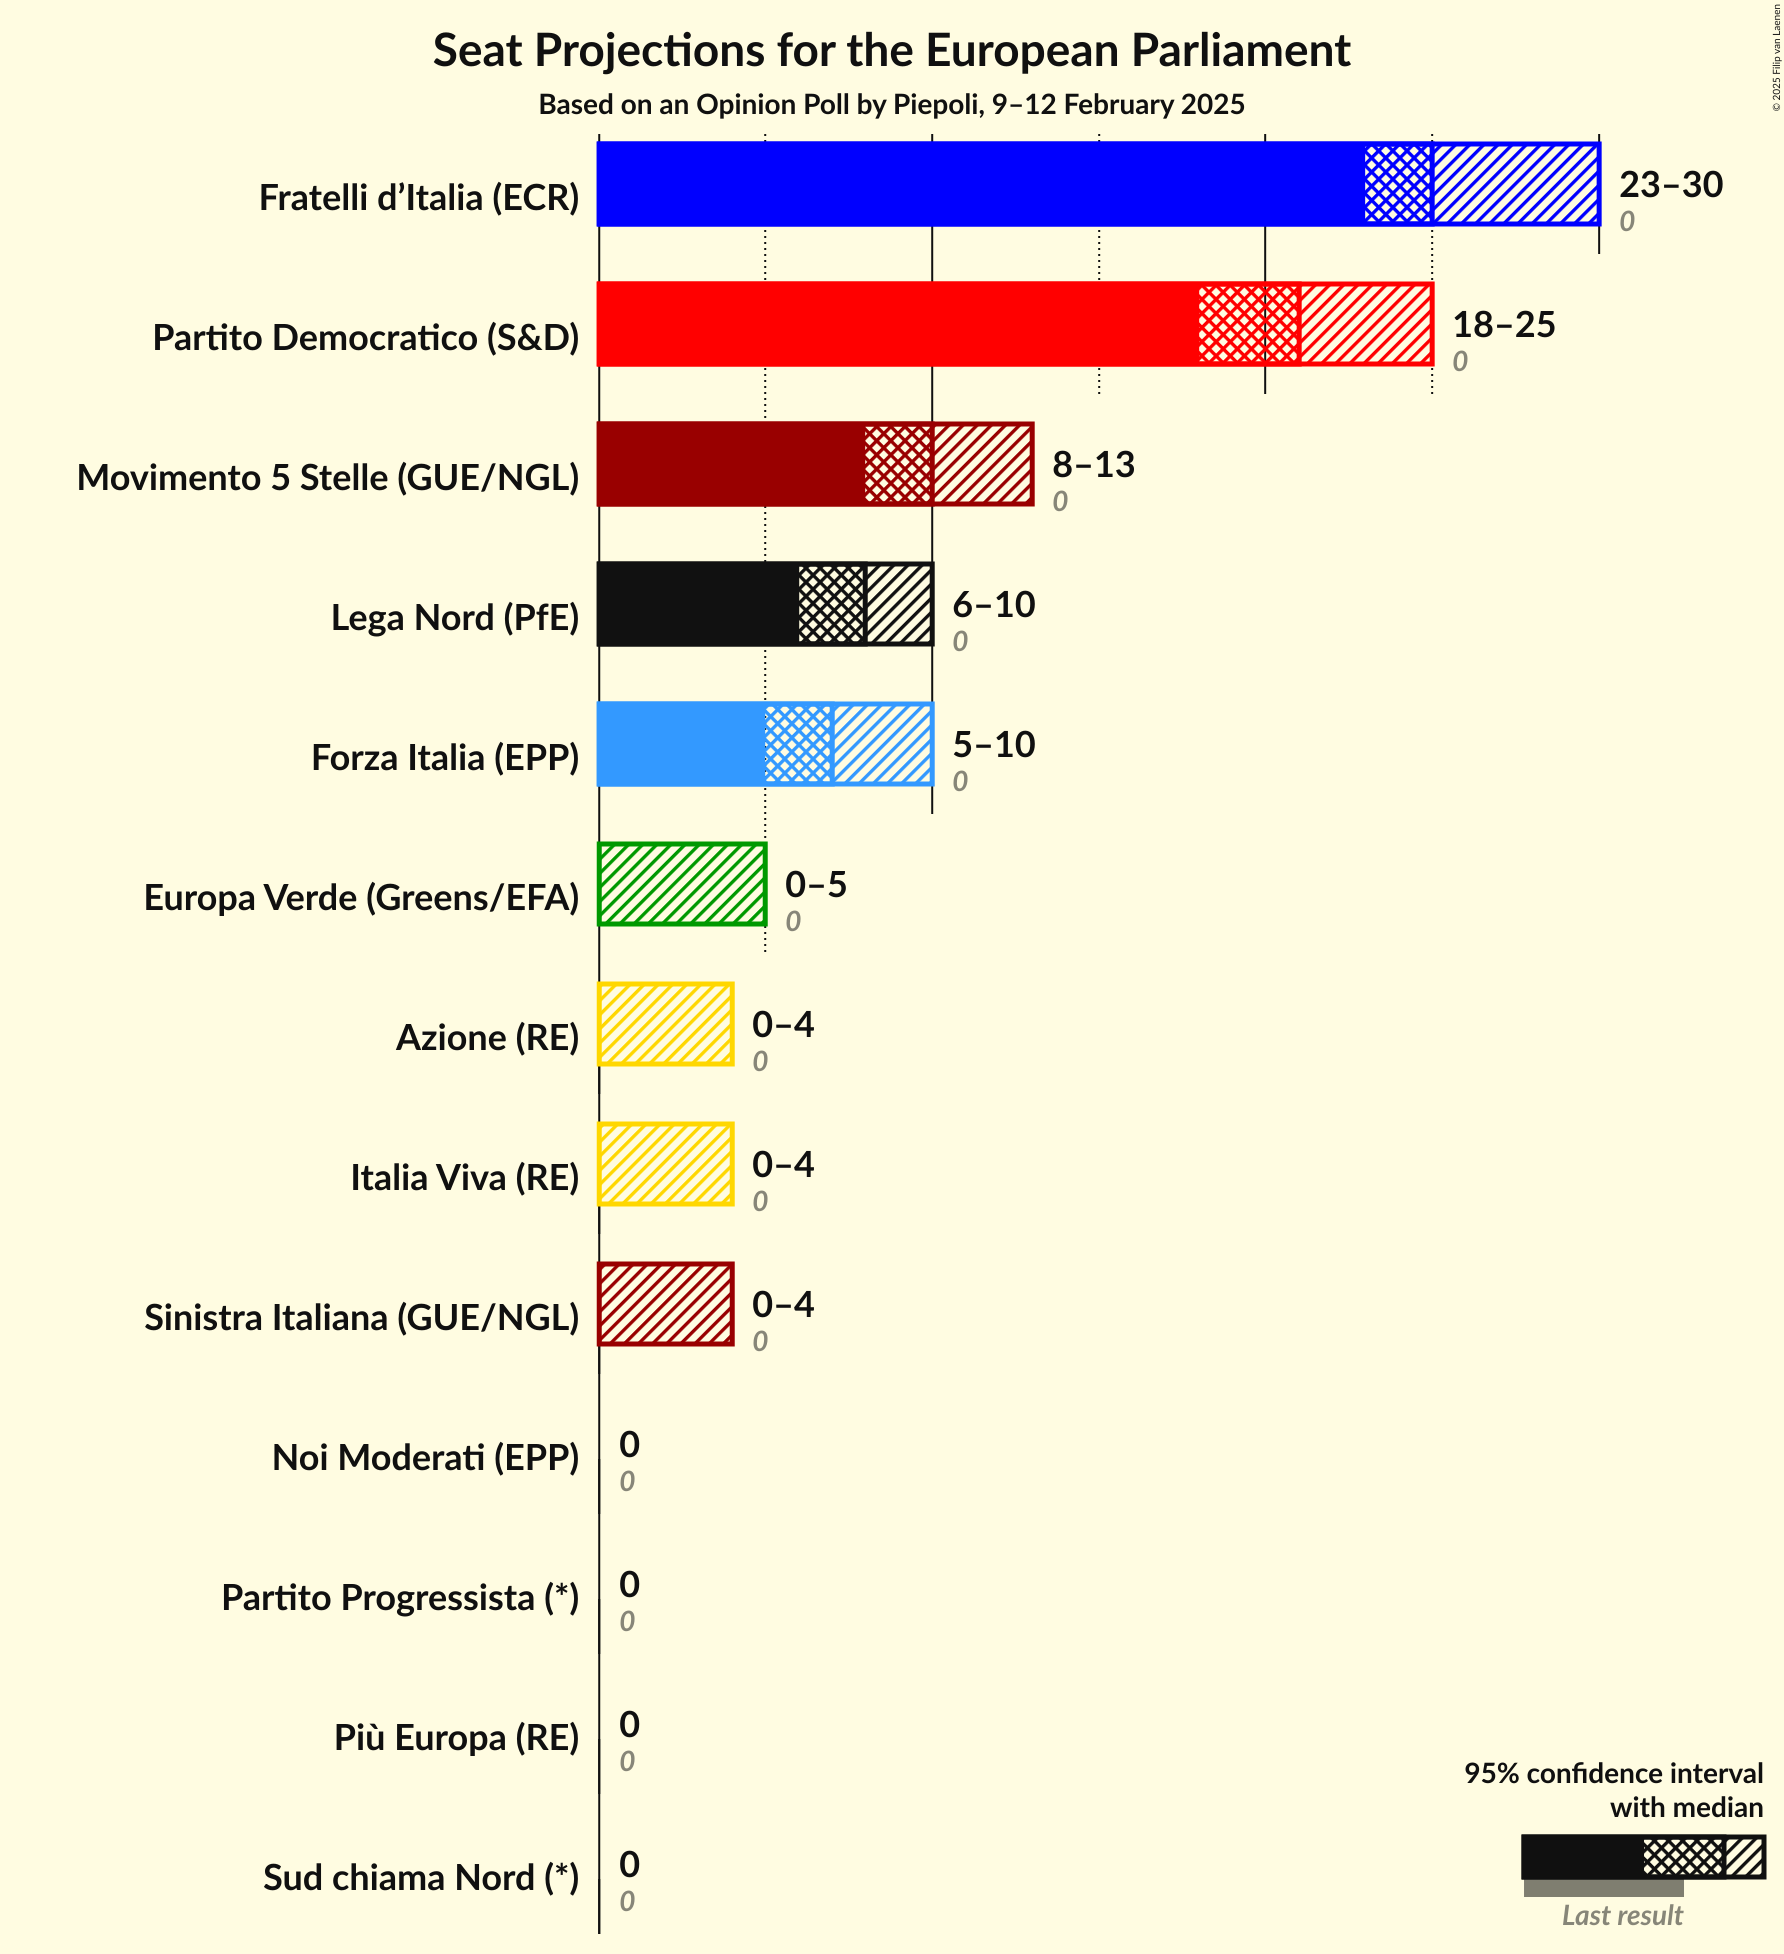 Seat Projections for the European Parliament
Based on an Opinion Poll by Piepoli, 9–12 February 2025
© 2025 Filip van Laenen
Fratelli d’Italia (ECR)
23–30
0
Partito Democratico (S&D)
18–25
0
Movimento 5 Stelle (GUE/NGL)
8–13
0
Lega Nord (PfE)
6–10
0
Forza Italia (EPP)
5–10
0
Europa Verde (Greens/EFA)
0–5
0
Azione (RE)
0–4
0
Italia Viva (RE)
0–4
0
Sinistra Italiana (GUE/NGL)
0–4
0
Noi Moderati (EPP)
0
0
Partito Progressista (*)
0
0
Più Europa (RE)
0
0
Sud chiama Nord (*)
0
0
95% confidence interval
with median
Last result